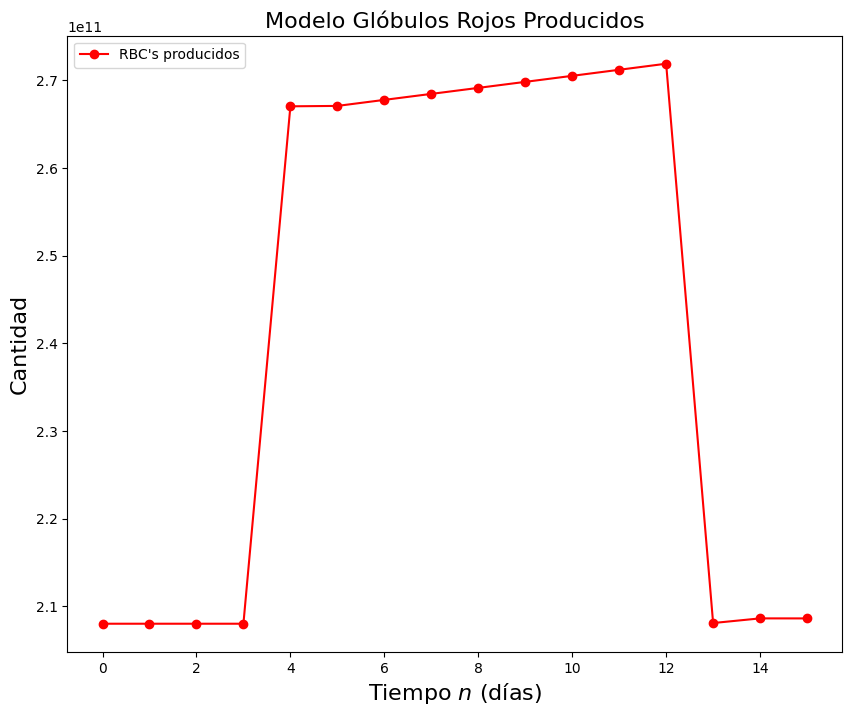 Modelo Glóbulos Rojos Producidos
1e11
RBC's producidos
2.7
2.6
2.5
2.4
2.3
2.2
2.1
Cantidad
0 2 4 6 8 10 12 14
Tiempo n (días)